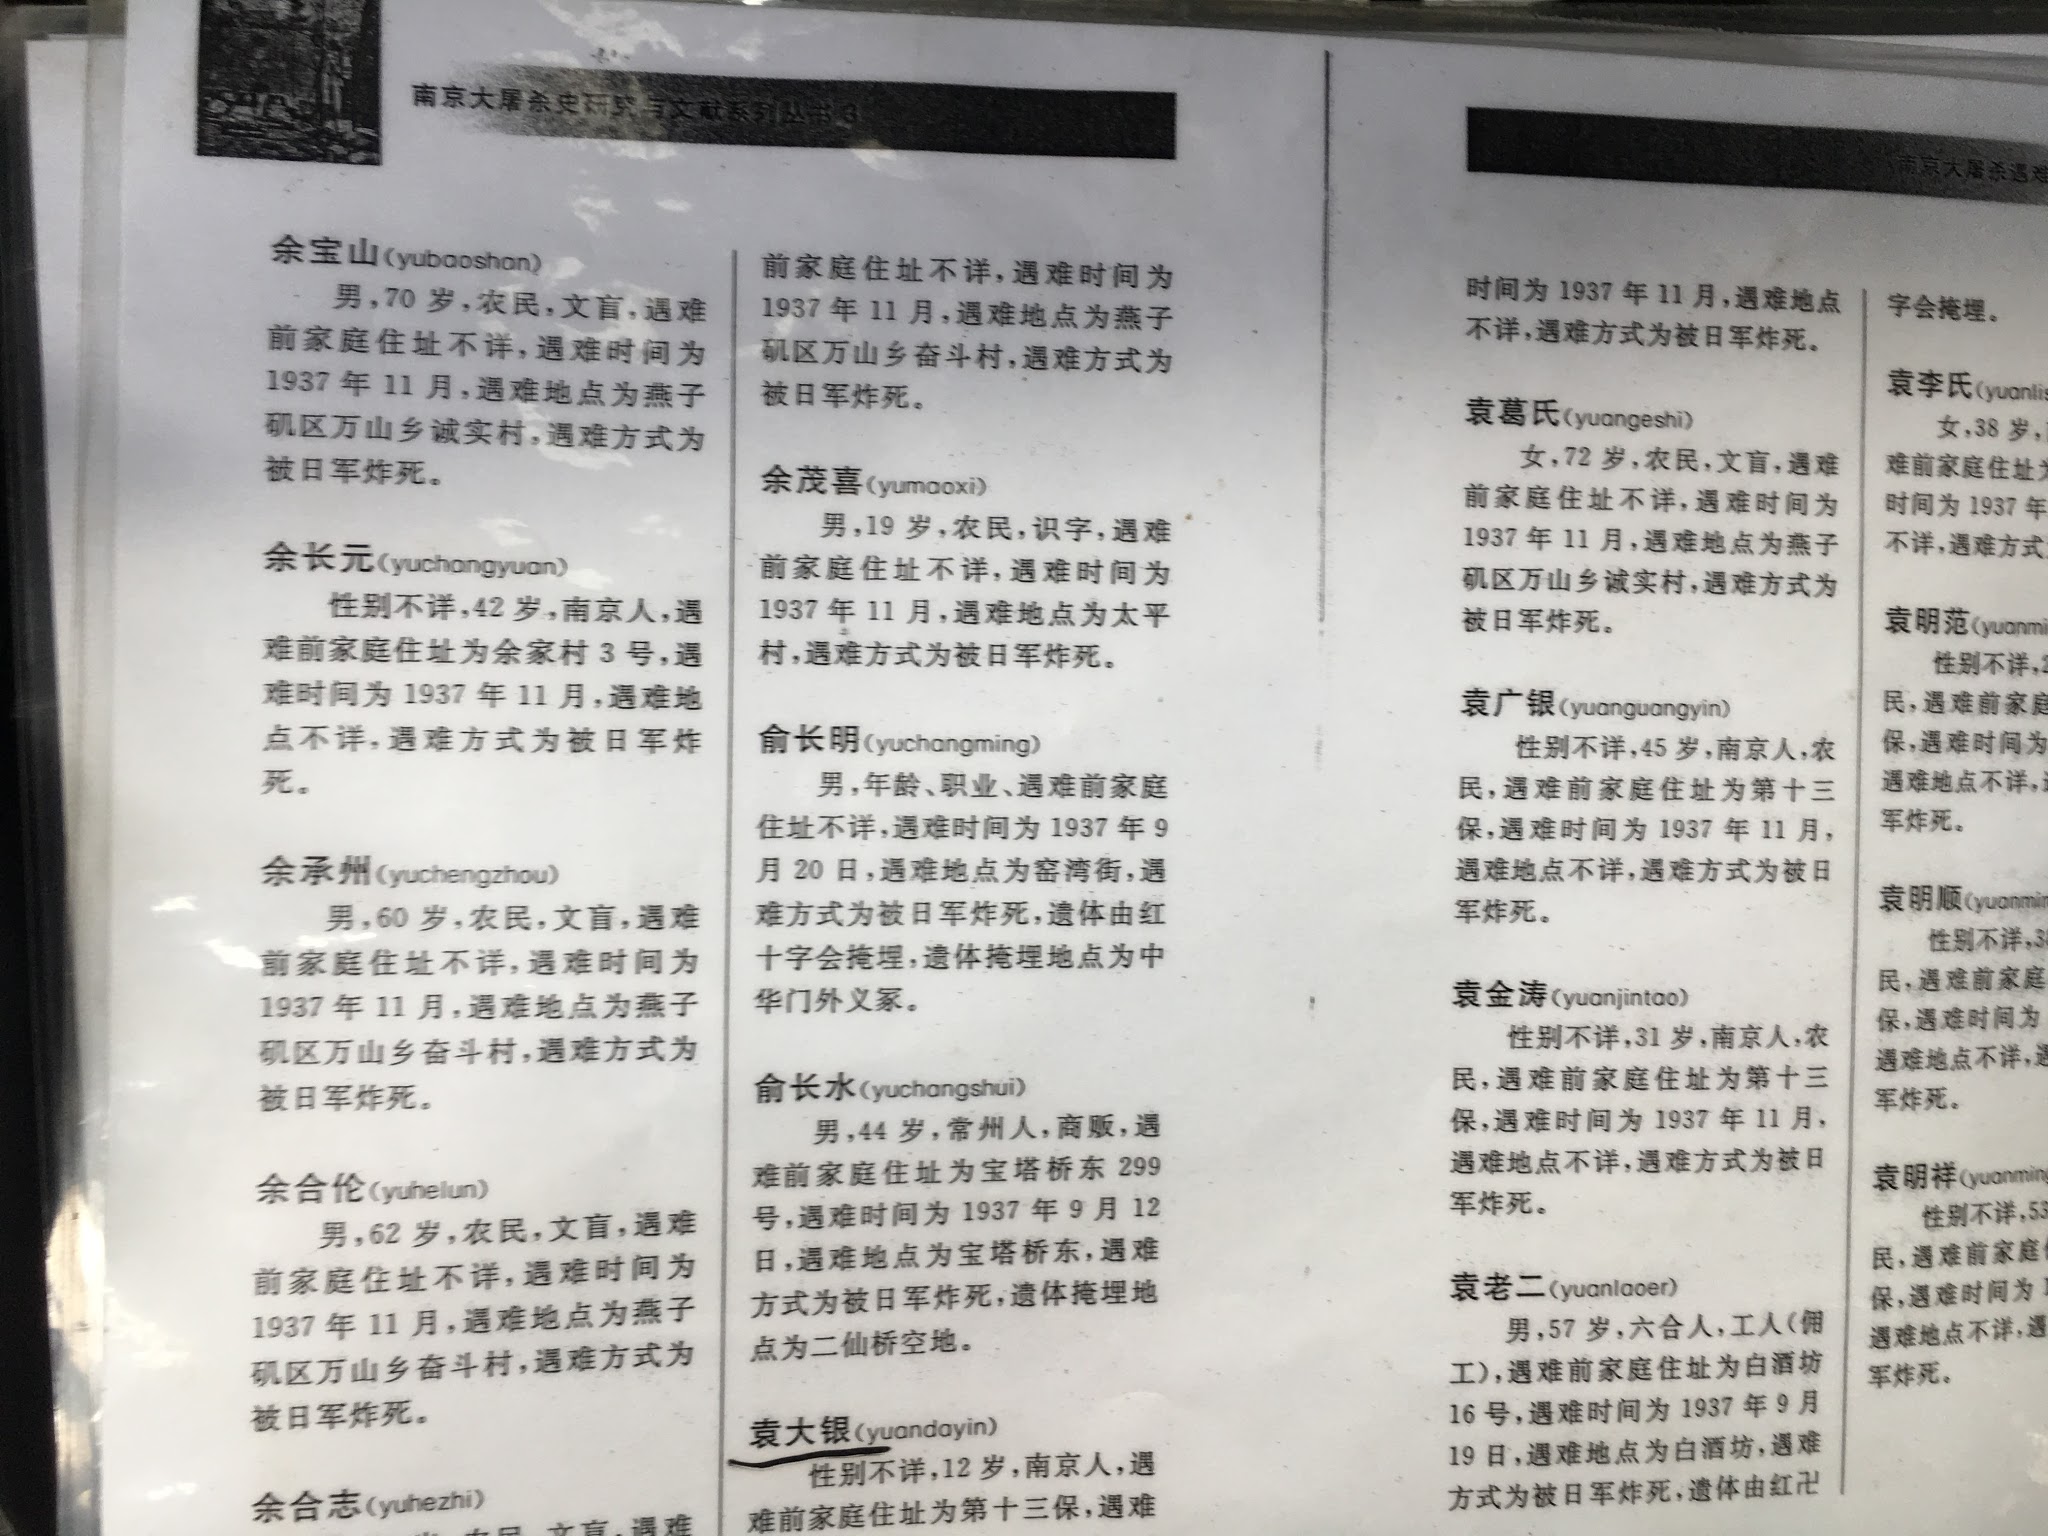 南京大屠杀史研究与文献系列丛书 3
余宝山(yubaoshan)
男,70 岁,农民,文盲,遇难
前家庭住址不详,遇难时间为
1937 年 11 月,遇难地点为燕子
矶区万山乡诚实村,遇难方式为
被日军炸死。
余长元(yuchangyuan)
性别不详,42 岁,南京人,遇
难前家庭住址为余家村 3 号,遇
难时间为 1937 年 11 月,遇难地
点不详,遇难方式为被日军炸
死。
余承州(yuchengzhou)
男,60 岁,农民,文盲,遇难
前家庭住址不详,遇难时间为
1937 年 11 月,遇难地点为燕子
矶区万山乡奋斗村,遇难方式为
被日军炸死。
余合伦(yuhelun)
男,62 岁,农民,文盲,遇难
前家庭住址不详,遇难时间为
1937 年 11 月,遇难地点为燕子
矶区万山乡奋斗村,遇难方式为
被日军炸死。
余合志(yuhezhi)
岁,农民,文盲,遇难
前家庭住址不详,遇难时间为
1937 年 11 月,遇难地点为燕子
矶区万山乡奋斗村,遇难方式为
被日军炸死。
余茂喜(yumaoxi)
男,19 岁,农民,识字,遇难
前家庭住址不详,遇难时间为
1937 年 11 月,遇难地点为太平
村,遇难方式为被日军炸死。
俞长明(yuchangming)
男,年龄、职业、遇难前家庭
住址不详,遇难时间为 1937 年 9
月 20 日,遇难地点为窑湾街,遇
难方式为被日军炸死,遗体由红
十字会掩埋,遗体掩埋地点为中
华门外义冢。
俞长水(yuchangshui)
男,44 岁,常州人,商贩,遇
难前家庭住址为宝塔桥东 299
号,遇难时间为 1937 年 9 月 12
日,遇难地点为宝塔桥东,遇难
方式为被日军炸死,遗体掩埋地
点为二仙桥空地。
袁大银(yuandayin)
性别不详,12 岁,南京人,遇
难前家庭住址为第十三保,遇难
南京大屠杀遇难
时间为 1937 年 11 月,遇难地点
不详,遇难方式为被日军炸死。
袁葛氏(yuangeshi)
女,72 岁,农民,文盲,遇难
前家庭住址不详,遇难时间为
1937 年 11 月,遇难地点为燕子
矶区万山乡诚实村,遇难方式为
被日军炸死。
袁广银(yuanguangyin)
性别不详,45 岁,南京人,农
民,遇难前家庭住址为第十三
保,遇难时间为 1937 年 11 月,
遇难地点不详,遇难方式为被日
军炸死。
袁金涛(yuanjintao)
性别不详,31 岁,南京人,农
民,遇难前家庭住址为第十三
保,遇难时间为 1937 年 11 月,
遇难地点不详,遇难方式为被日
军炸死。
袁老二(yuanlaoer)
男,57 岁,六合人,工人(佣
工),遇难前家庭住址为白酒坊
16 号,遇难时间为 1937 年 9 月
19 日,遇难地点为白酒坊,遇难
方式为被日军炸死,遗体由红卍
字会掩埋。
袁李氏(yuanlis
女,38 岁,
难前家庭住址为
时间为 1937 年
不详,遇难方式
袁明范(yuanmi
性别不详,2
民,遇难前家庭
保,遇难时间为
遇难地点不详,
军炸死。
袁明顺(yuanmin
性别不详,38
民,遇难前家庭
保,遇难时间为
遇难地点不详,遇
军炸死。
袁明祥(yuanming
性别不详,53
民,遇难前家庭
保,遇难时间为
遇难地点不详,遇
军炸死。